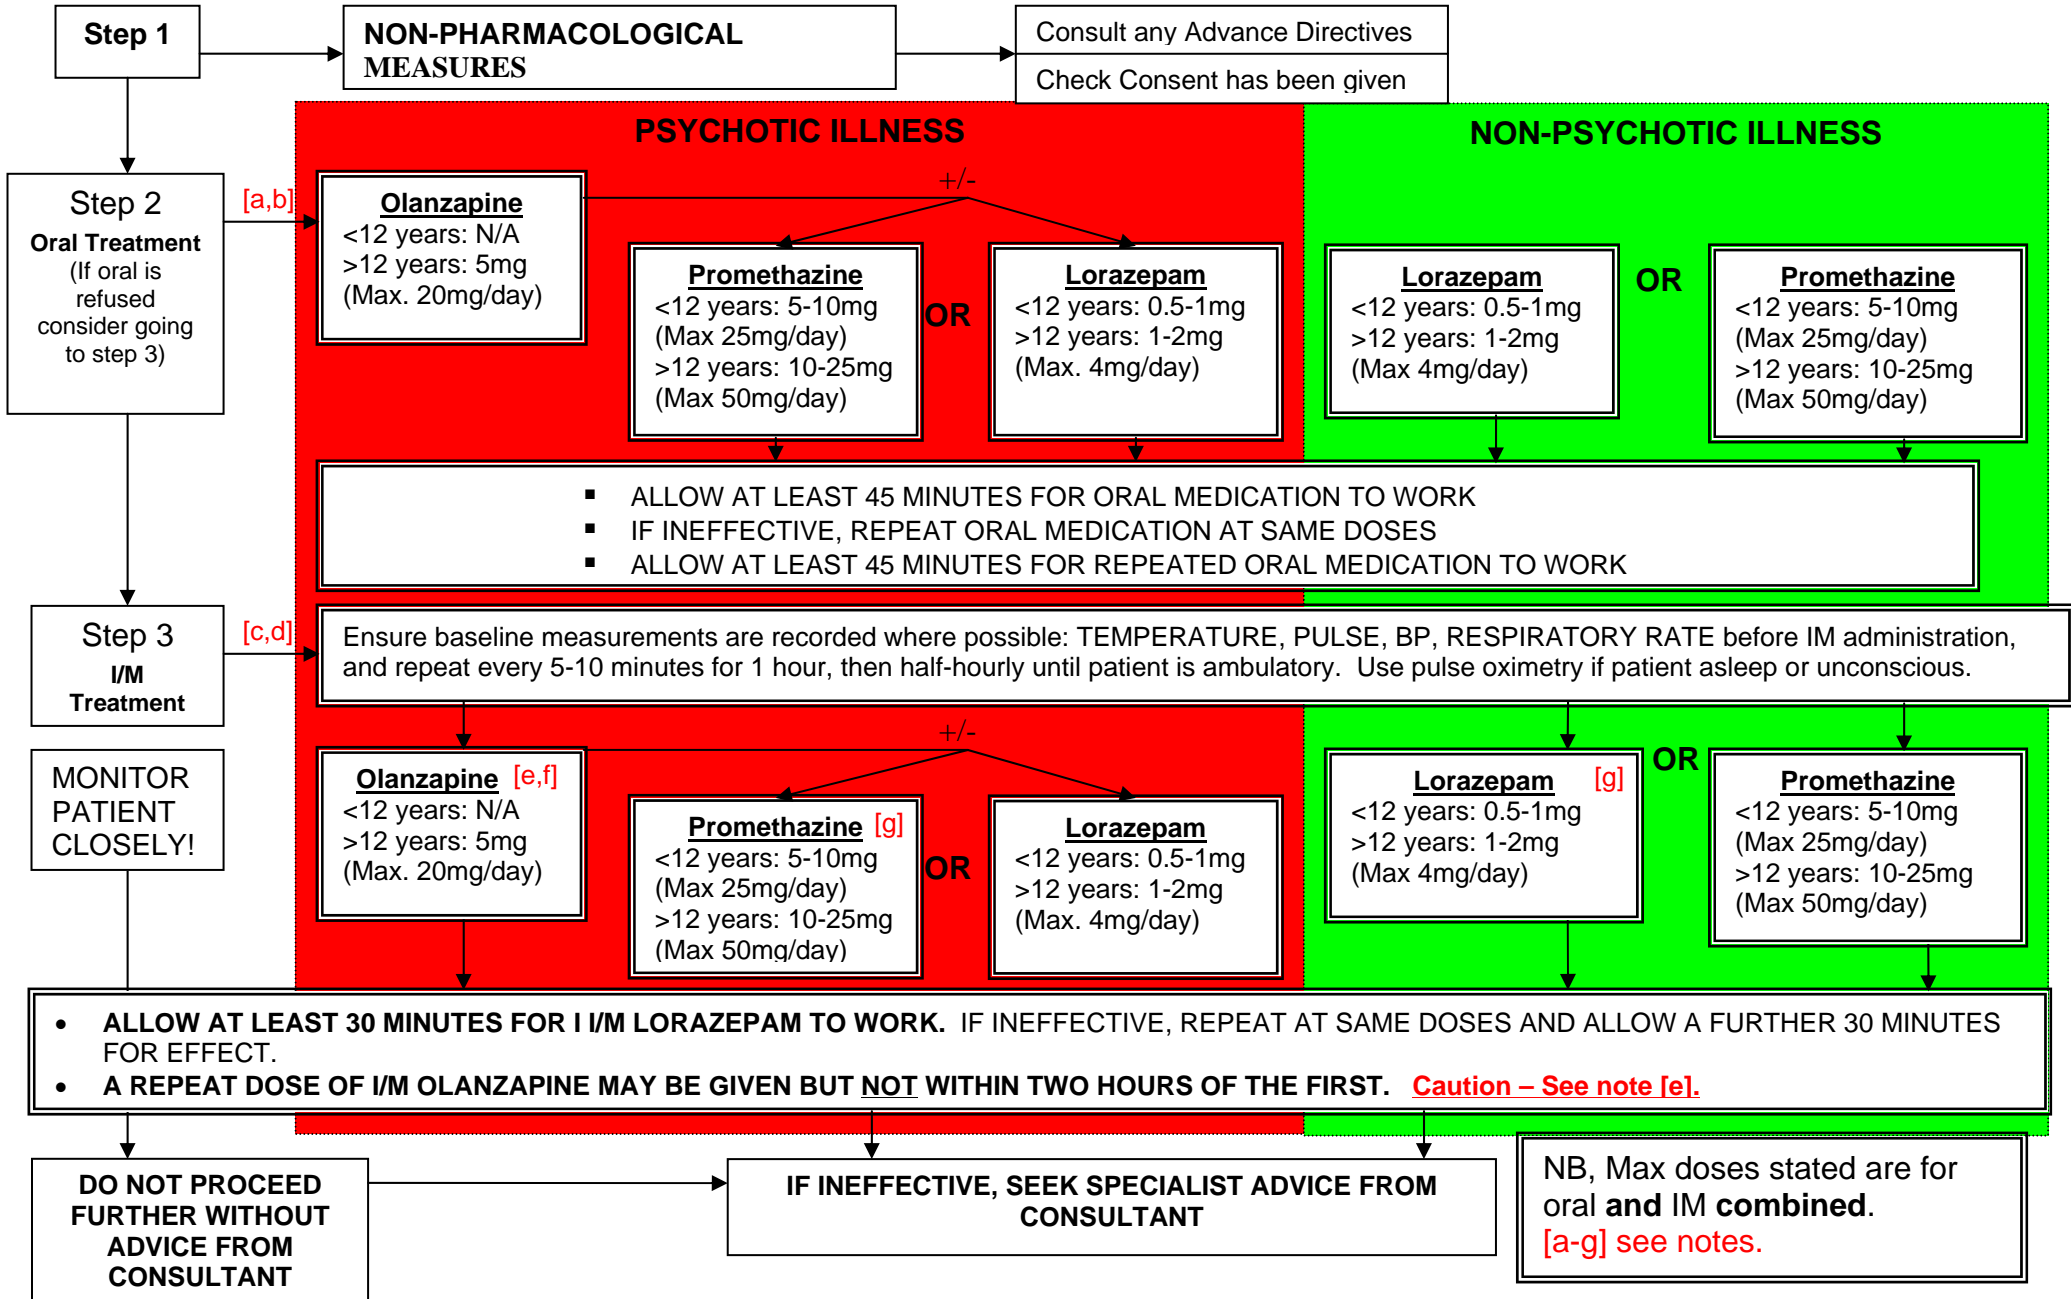 Step 1
NON-PHARMACOLOGICAL
MEASURES
Consult any Advance Directives
Check Consent has been given
PSYCHOTIC ILLNESS
NON-PSYCHOTIC ILLNESS
Step 2
Oral Treatment
(If oral is
refused
consider going
to step 3)
[a,b]
Olanzapine
<12 years: N/A
>12 years: 5mg
(Max. 20mg/day)
+/-
Promethazine
<12 years: 5-10mg
(Max 25mg/day)
>12 years: 10-25mg
(Max 50mg/day)
OR
Lorazepam
<12 years: 0.5-1mg
>12 years: 1-2mg
(Max. 4mg/day)
Lorazepam
<12 years: 0.5-1mg
>12 years: 1-2mg
(Max 4mg/day)
OR
Promethazine
<12 years: 5-10mg
(Max 25mg/day)
>12 years: 10-25mg
(Max 50mg/day)
▪ ALLOW AT LEAST 45 MINUTES FOR ORAL MEDICATION TO WORK
▪ IF INEFFECTIVE, REPEAT ORAL MEDICATION AT SAME DOSES
▪ ALLOW AT LEAST 45 MINUTES FOR REPEATED ORAL MEDICATION TO WORK
Step 3
I/M
Treatment
[c,d]
Ensure baseline measurements are recorded where possible: TEMPERATURE, PULSE, BP, RESPIRATORY RATE before IM administration,
and repeat every 5-10 minutes for 1 hour, then half-hourly until patient is ambulatory. Use pulse oximetry if patient asleep or unconscious.
MONITOR
PATIENT
CLOSELY!
Olanzapine [e,f]
<12 years: N/A
>12 years: 5mg
(Max. 20mg/day)
+/-
Promethazine [g]
<12 years: 5-10mg
(Max 25mg/day)
>12 years: 10-25mg
(Max 50mg/day)
OR
Lorazepam
<12 years: 0.5-1mg
>12 years: 1-2mg
(Max. 4mg/day)
Lorazepam [g]
<12 years: 0.5-1mg
>12 years: 1-2mg
(Max 4mg/day)
OR
Promethazine
<12 years: 5-10mg
(Max 25mg/day)
>12 years: 10-25mg
(Max 50mg/day)
• ALLOW AT LEAST 30 MINUTES FOR I I/M LORAZEPAM TO WORK. IF INEFFECTIVE, REPEAT AT SAME DOSES AND ALLOW A FURTHER 30 MINUTES
FOR EFFECT.
• A REPEAT DOSE OF I/M OLANZAPINE MAY BE GIVEN BUT NOT WITHIN TWO HOURS OF THE FIRST. Caution – See note [e].
DO NOT PROCEED
FURTHER WITHOUT
ADVICE FROM
CONSULTANT
IF INEFFECTIVE, SEEK SPECIALIST ADVICE FROM
CONSULTANT
NB, Max doses stated are for
oral and IM combined.
[a-g] see notes.